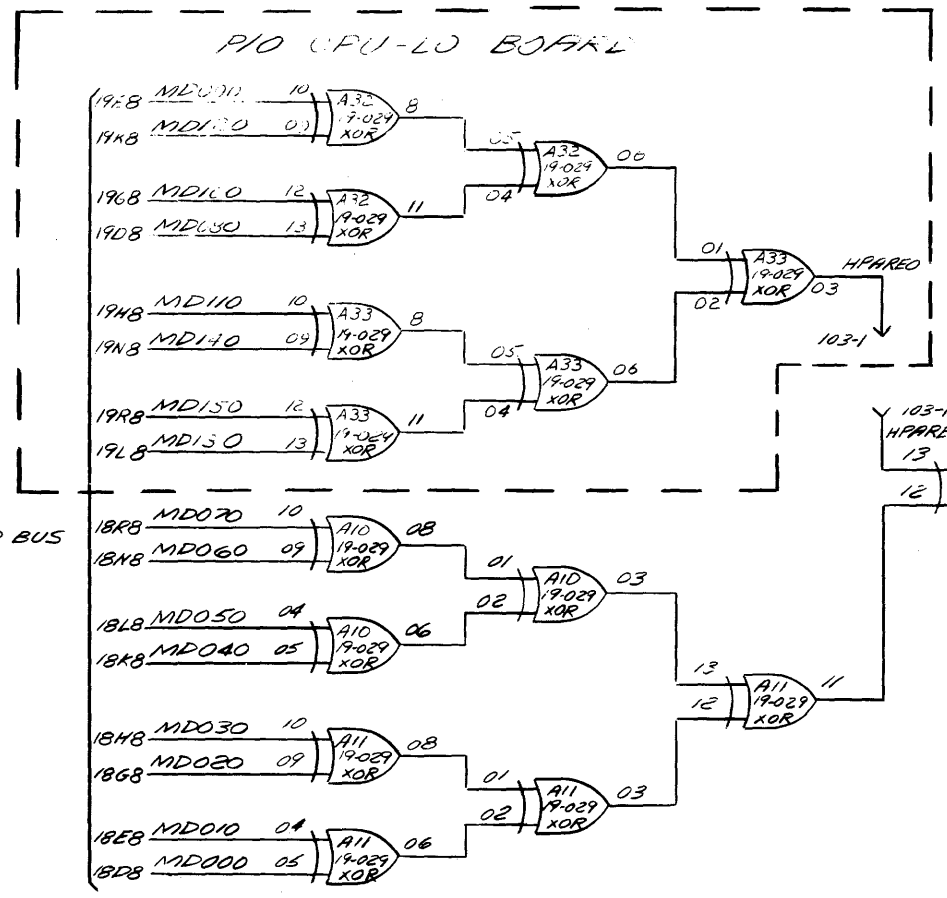 P/O CPU-LO BOARD
19E8 MD090 10
19K8 MD120 09
A32 19-029 XOR 8
19G8 MD100 12
19D8 MD080 13
A32 19-029 XOR 11
05 04 A32 19-029 XOR 06
19H8 MD110 10
19N8 MD140 09
A33 19-029 XOR 8
19R8 MD150 12
19L8 MD130 13
A33 19-029 XOR 11
05 04 A33 19-029 XOR 06
01 02 A33 19-029 XOR 03 HPARE0
103-1
BUS
18R8 MD070 10
18N8 MD060 09
A10 19-029 XOR 08
18L8 MD050 04
18K8 MD040 05
A10 19-029 XOR 06
01 02 A10 19-029 XOR 03
18H8 MD030 10
18G8 MD020 09
A11 19-029 XOR 08
18E8 MD010 04
18D8 MD000 05
A11 19-029 XOR 06
01 02 A11 19-029 XOR 03
13 12 A11 19-029 XOR 11
103-1
HPARE
13
12